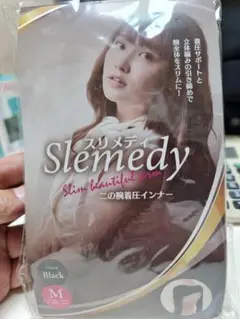 着圧サポートと
立体編みの引き締めで
腕全体をスリムに!
スリメディ
Slemedy
Slim beautiful arm
二の腕着圧インナー
Black
M